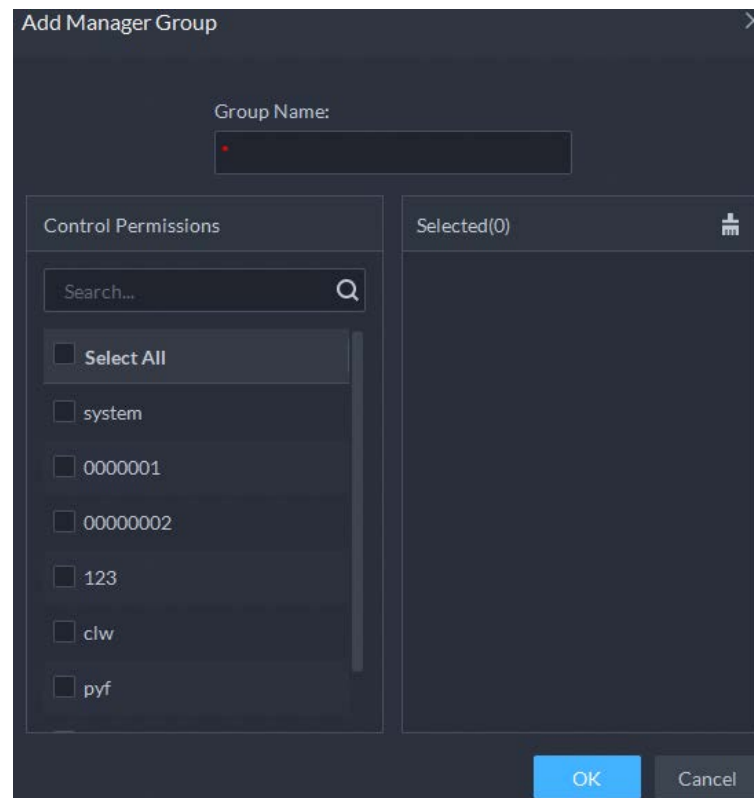 Add Manager Group
Group Name:
*
Control Permissions
Selected(0)
Search...
Select All
system
0000001
00000002
123
clw
pyf
OK
Cancel